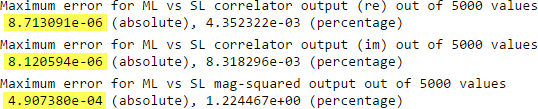 Maximum error for ML vs SL correlator output (re) out of 5000 values
8.713091e-06 (absolute), 4.352322e-03 (percentage)
Maximum error for ML vs SL correlator output (im) out of 5000 values
8.120594e-06 (absolute), 8.318296e-03 (percentage)
Maximum error for ML vs SL mag-squared output out of 5000 values
4.907380e-04 (absolute), 1.224467e+00 (percentage)